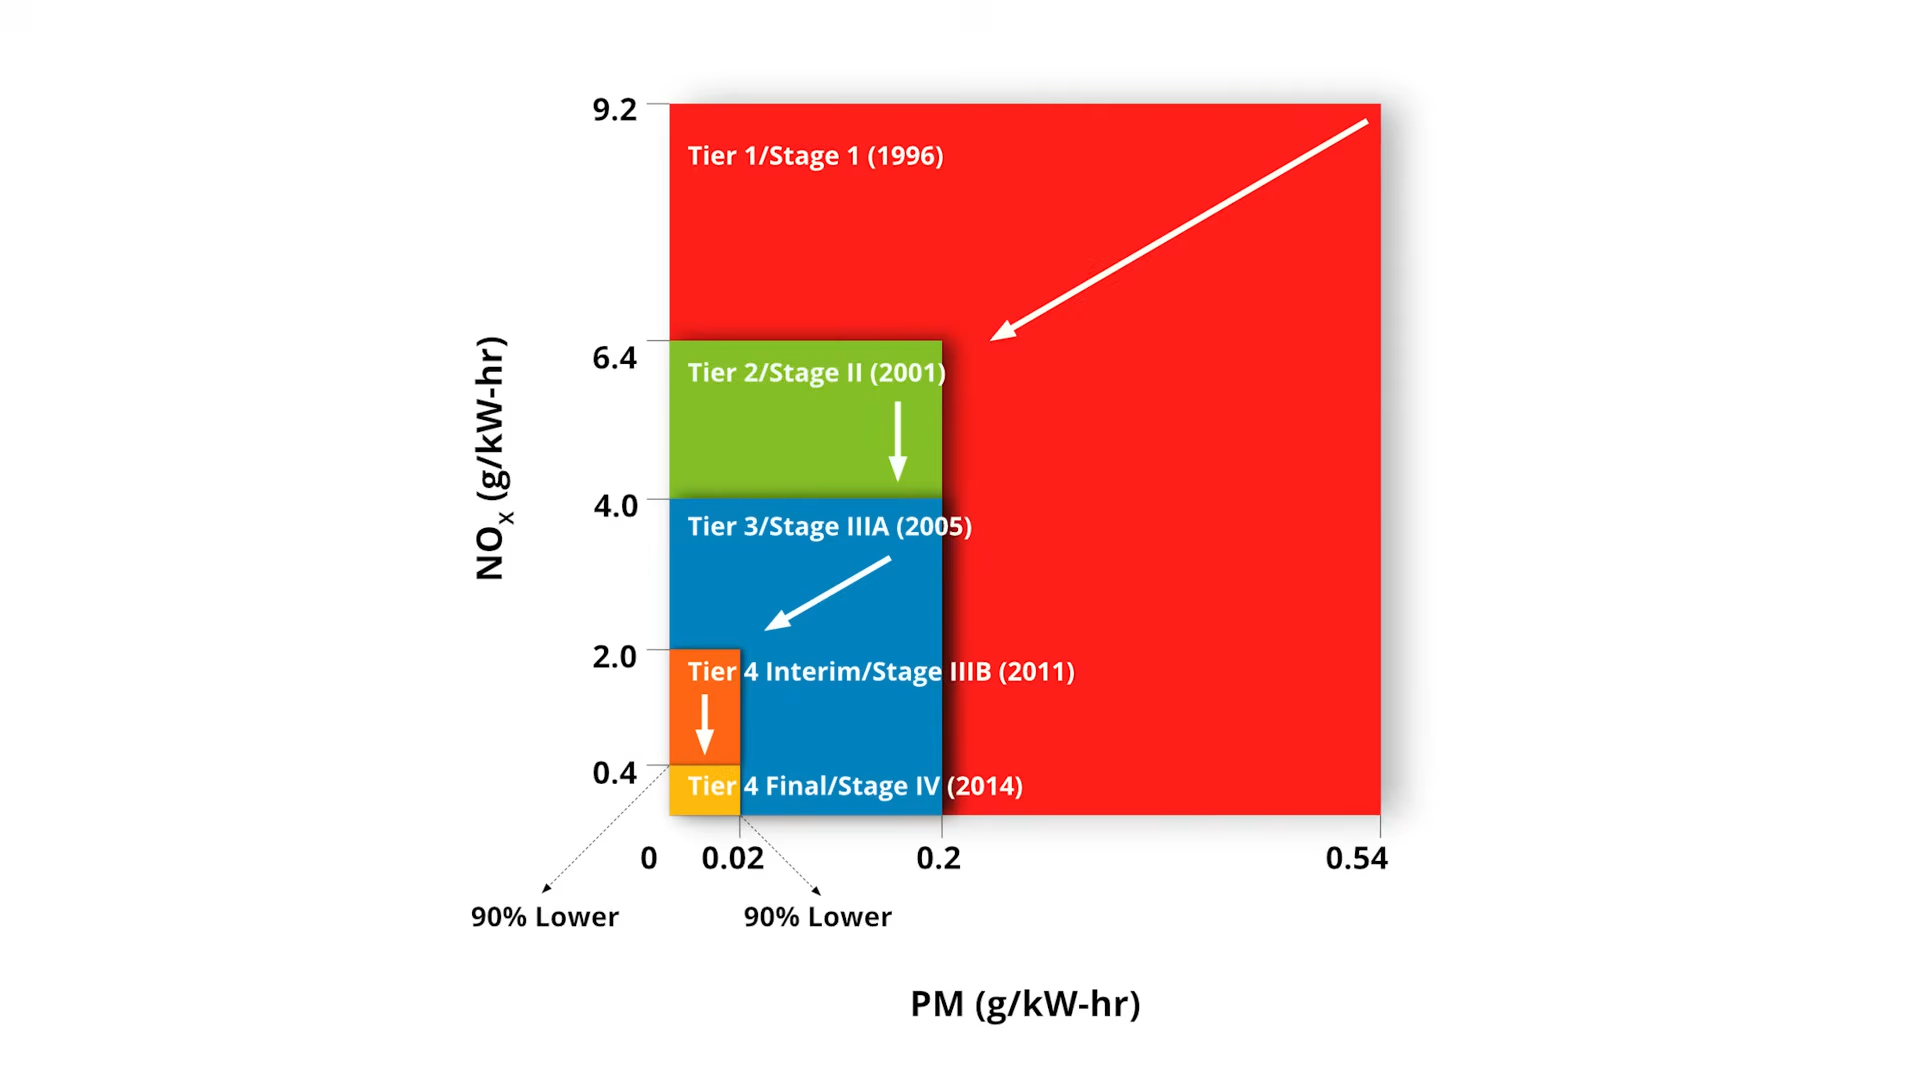 9.2
Tier 1/Stage 1 (1996)
6.4
Tier 2/Stage II (2001)
4.0
Tier 3/Stage IIIA (2005)
2.0
Tier 4 Interim/Stage IIIB (2011)
0.4
Tier 4 Final/Stage IV (2014)
NOx (g/kW-hr)
0
0.02
0.2
0.54
90% Lower
90% Lower
PM (g/kW-hr)